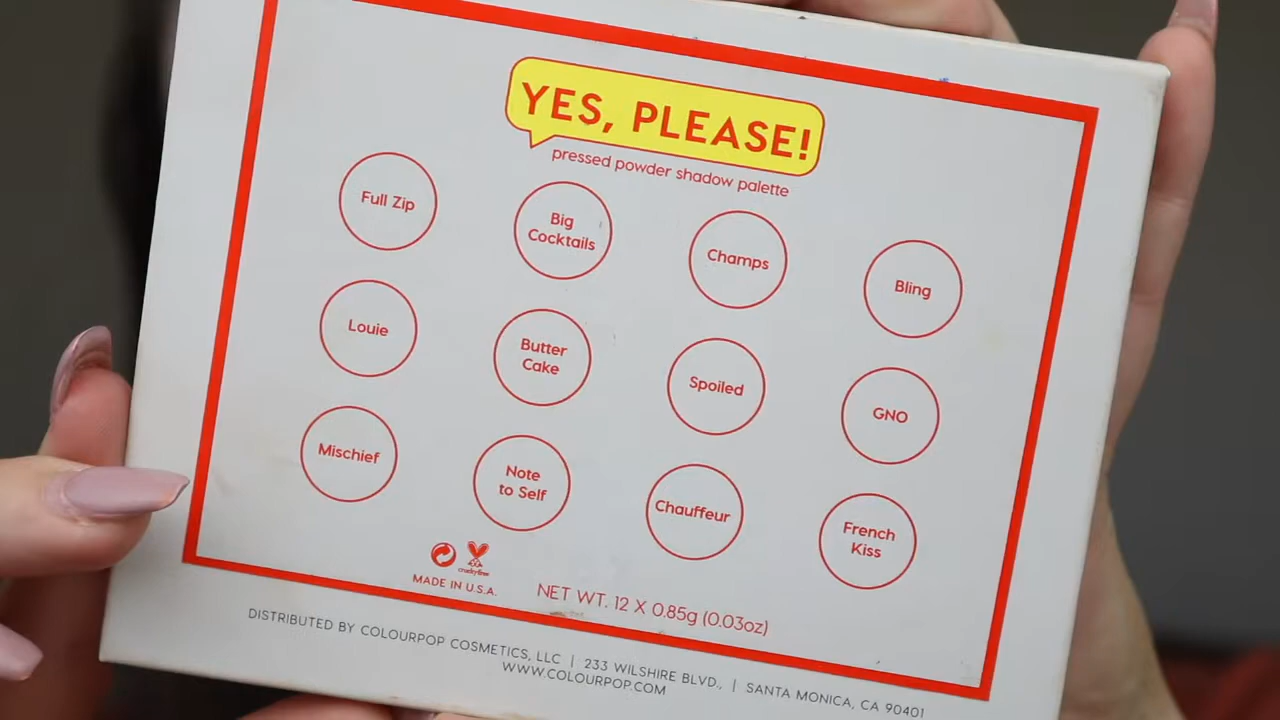 YES, PLEASE!
pressed powder shadow palette
Full Zip
Big
Cocktails
Champs
Bling
Louie
Butter
Cake
Spoiled
GNO
Mischief
Note
to Self
Chauffeur
French
Kiss
crueltyfree
MADE IN U.S.A.
NET WT. 12 X 0.85g (0.03oz)
DISTRIBUTED BY COLOURPOP COSMETICS, LLC | 233 WILSHIRE BLVD., | SANTA MONICA, CA 90401
WWW.COLOURPOP.COM